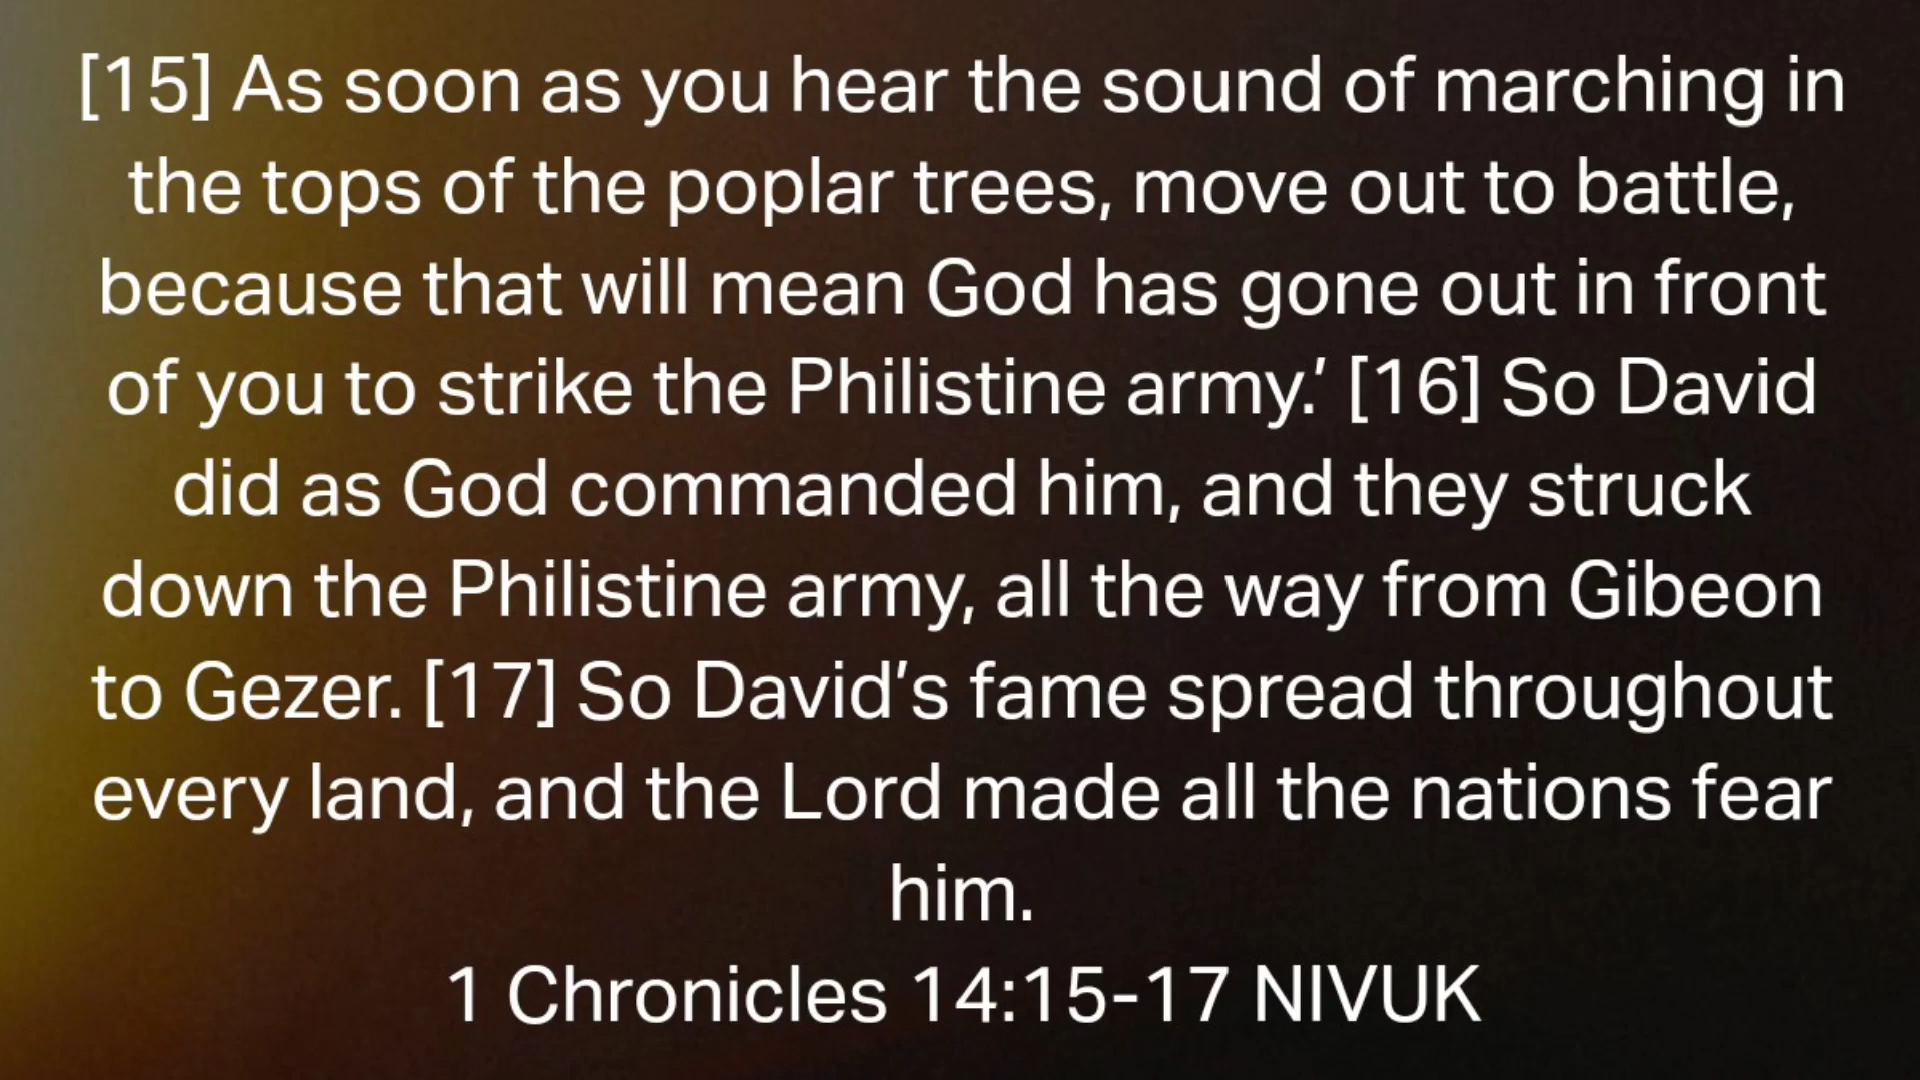 [15] As soon as you hear the sound of marching in
the tops of the poplar trees, move out to battle,
because that will mean God has gone out in front
of you to strike the Philistine army.’ [16] So David
did as God commanded him, and they struck
down the Philistine army, all the way from Gibeon
to Gezer. [17] So David’s fame spread throughout
every land, and the Lord made all the nations fear
him.
1 Chronicles 14:15-17 NIVUK